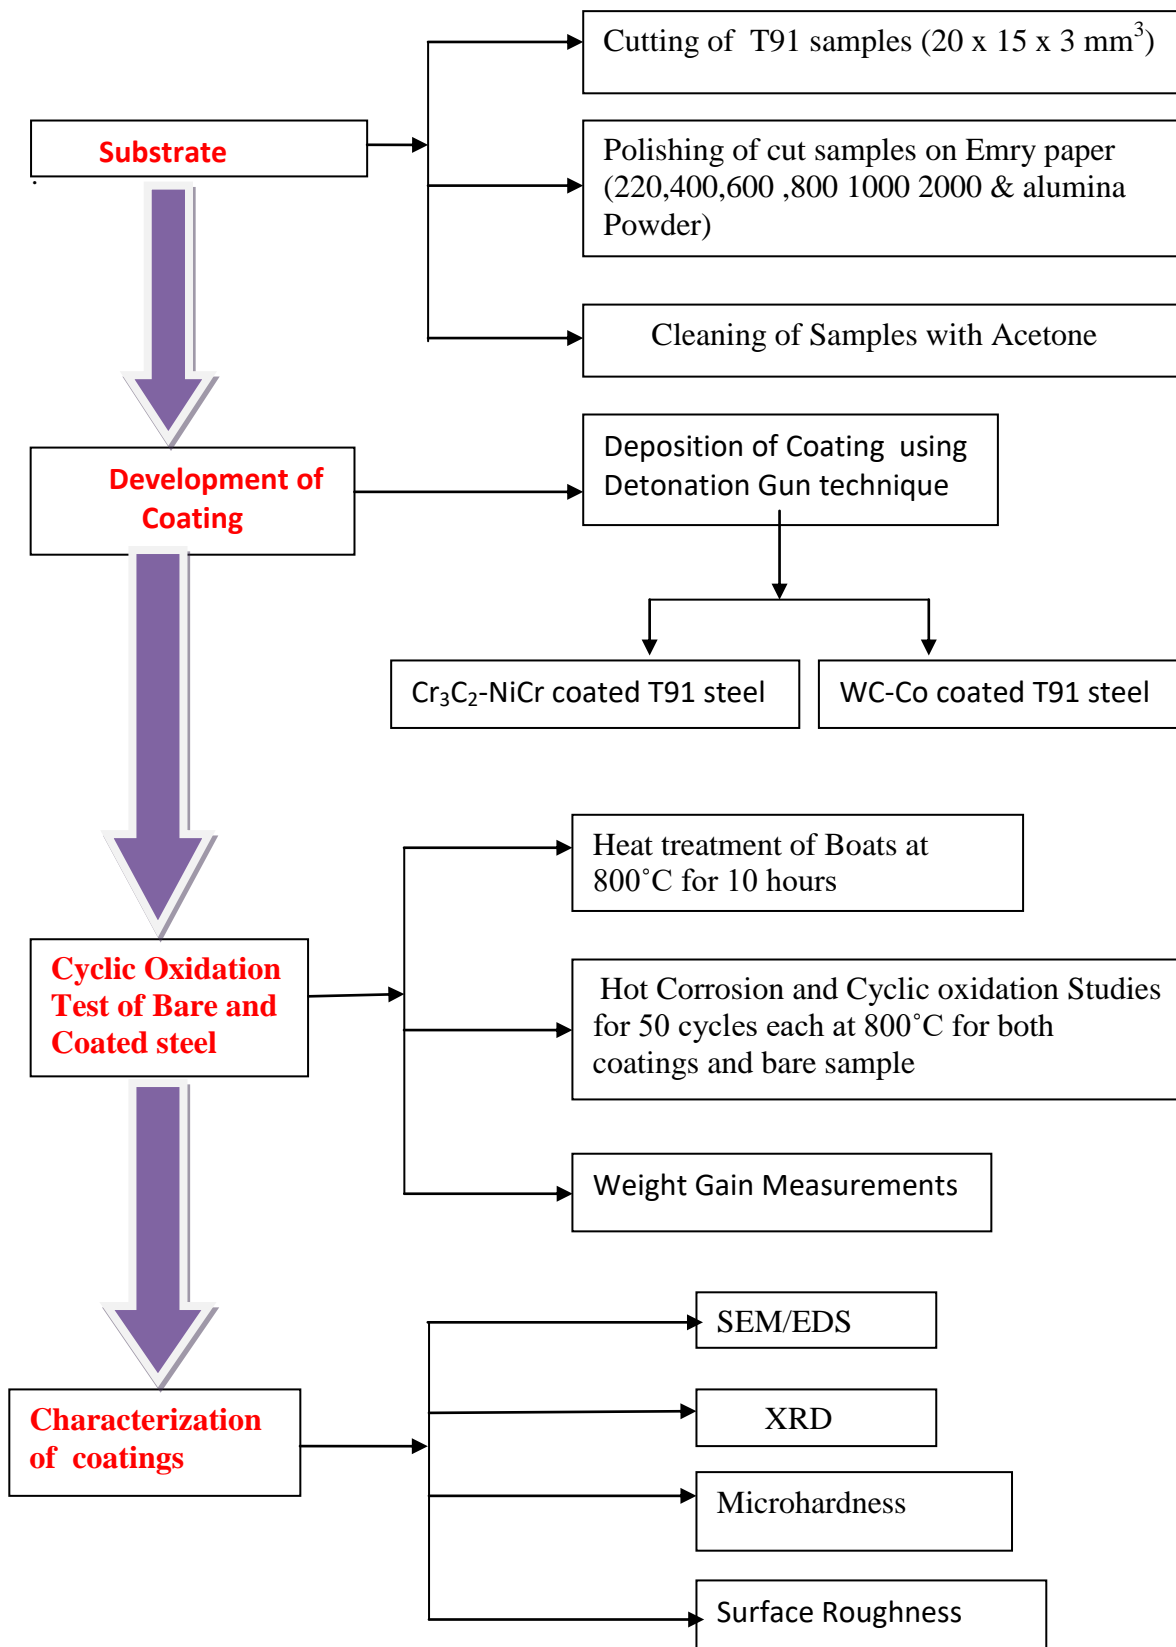 Cutting of T91 samples (20 x 15 x 3 mm³)
Substrate
.
Polishing of cut samples on Emry paper
(220,400,600 ,800 1000 2000 & alumina
Powder)
Cleaning of Samples with Acetone
Development of
Coating
Deposition of Coating using
Detonation Gun technique
Cr₃C₂-NiCr coated T91 steel
WC-Co coated T91 steel
Heat treatment of Boats at
800˚C for 10 hours
Cyclic Oxidation
Test of Bare and
Coated steel
Hot Corrosion and Cyclic oxidation Studies
for 50 cycles each at 800˚C for both
coatings and bare sample
Weight Gain Measurements
SEM/EDS
Characterization
of coatings
XRD
Microhardness
Surface Roughness